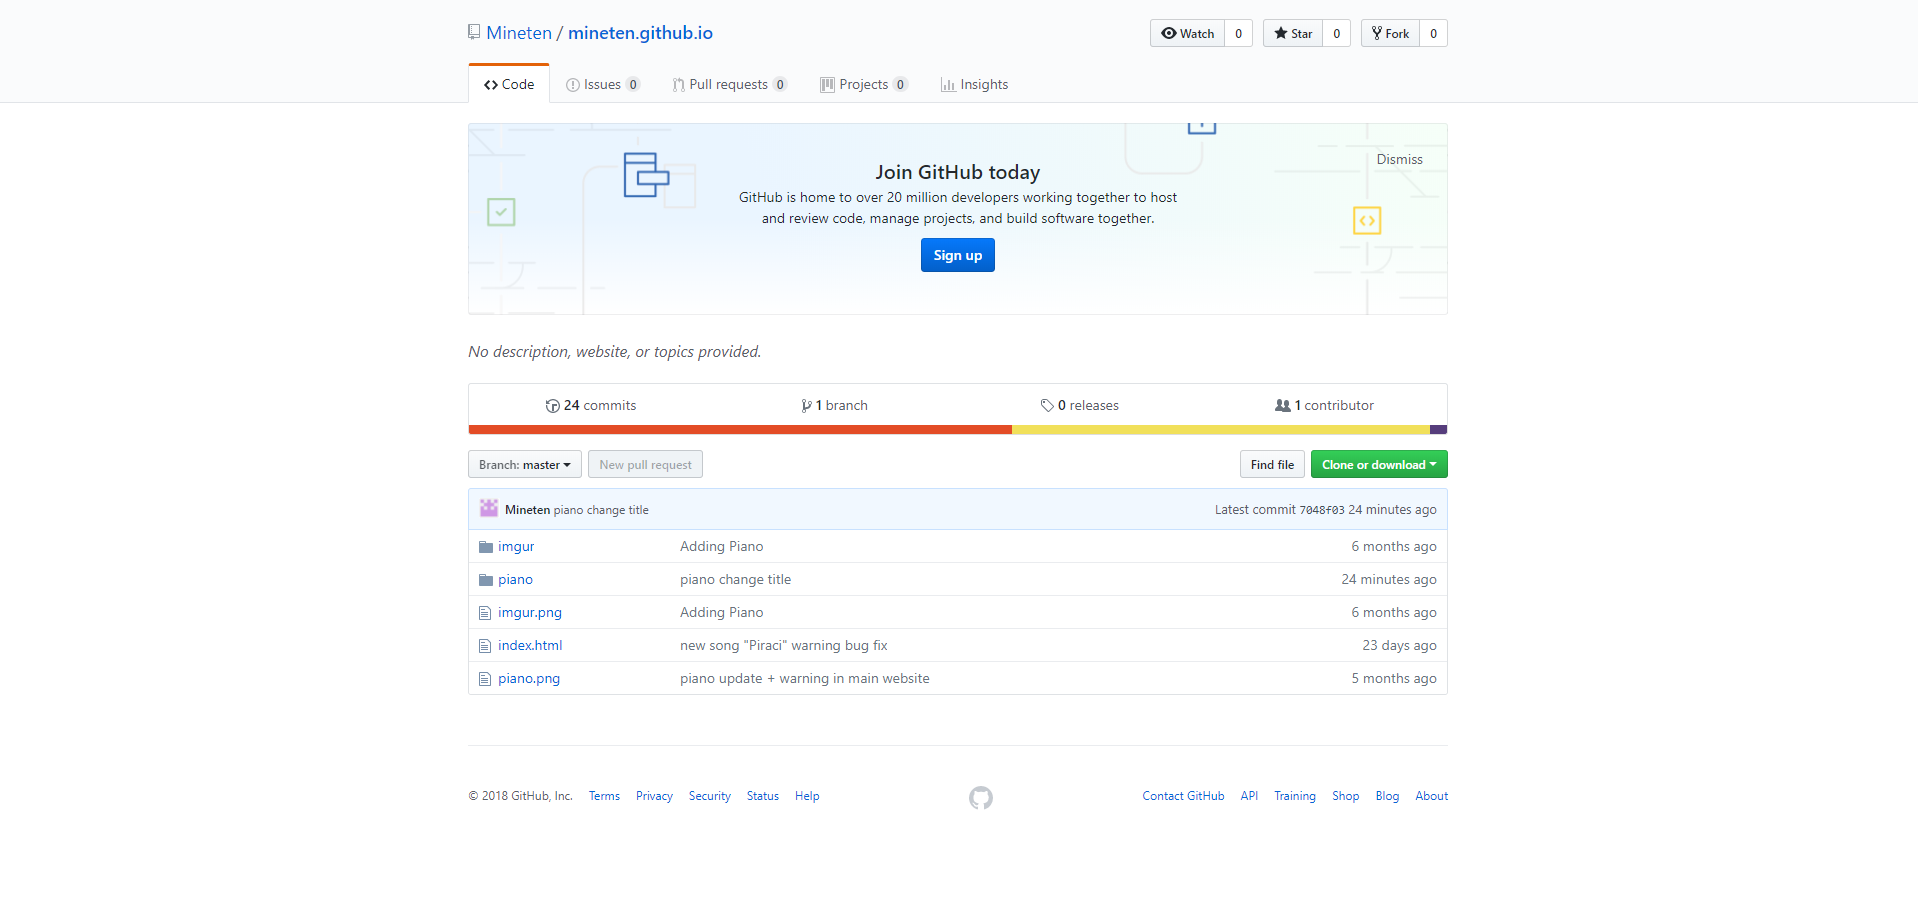 Mineten / mineten.github.io
Watch 0 Star 0 Fork 0
Code Issues 0 Pull requests 0 Projects 0 Insights
Dismiss
Join GitHub today
GitHub is home to over 20 million developers working together to host
and review code, manage projects, and build software together.
Sign up
No description, website, or topics provided.
24 commits 1 branch 0 releases 1 contributor
Branch: master New pull request Find file Clone or download
Mineten piano change title Latest commit 7048f03 24 minutes ago
imgur Adding Piano 6 months ago
piano piano change title 24 minutes ago
imgur.png Adding Piano 6 months ago
index.html new song "Piraci" warning bug fix 23 days ago
piano.png piano update + warning in main website 5 months ago
© 2018 GitHub, Inc. Terms Privacy Security Status Help Contact GitHub API Training Shop Blog About